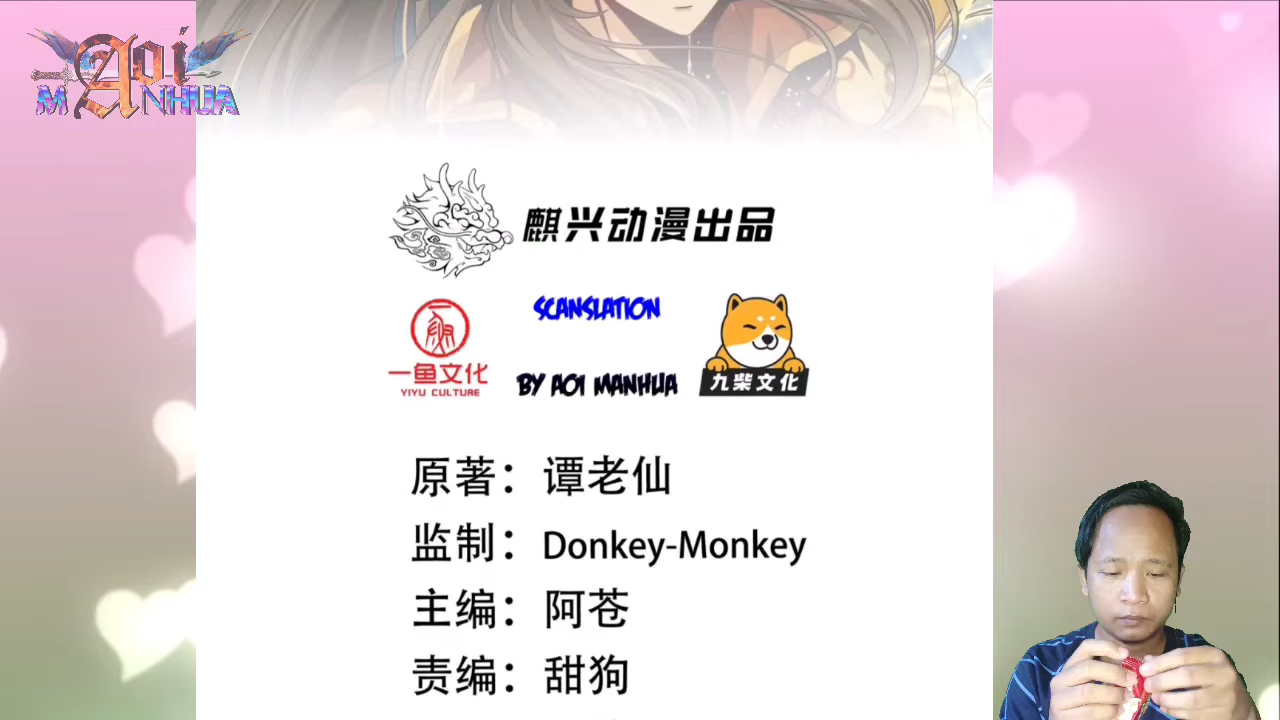 Aoi
MANHUA
麒兴动漫出品
SCANSLATION
一鱼文化
YIYU CULTURE
BY AOI MANHUA
九柴文化
原著：谭老仙
监制：Donkey-Monkey
主编：阿苍
责编：甜狗